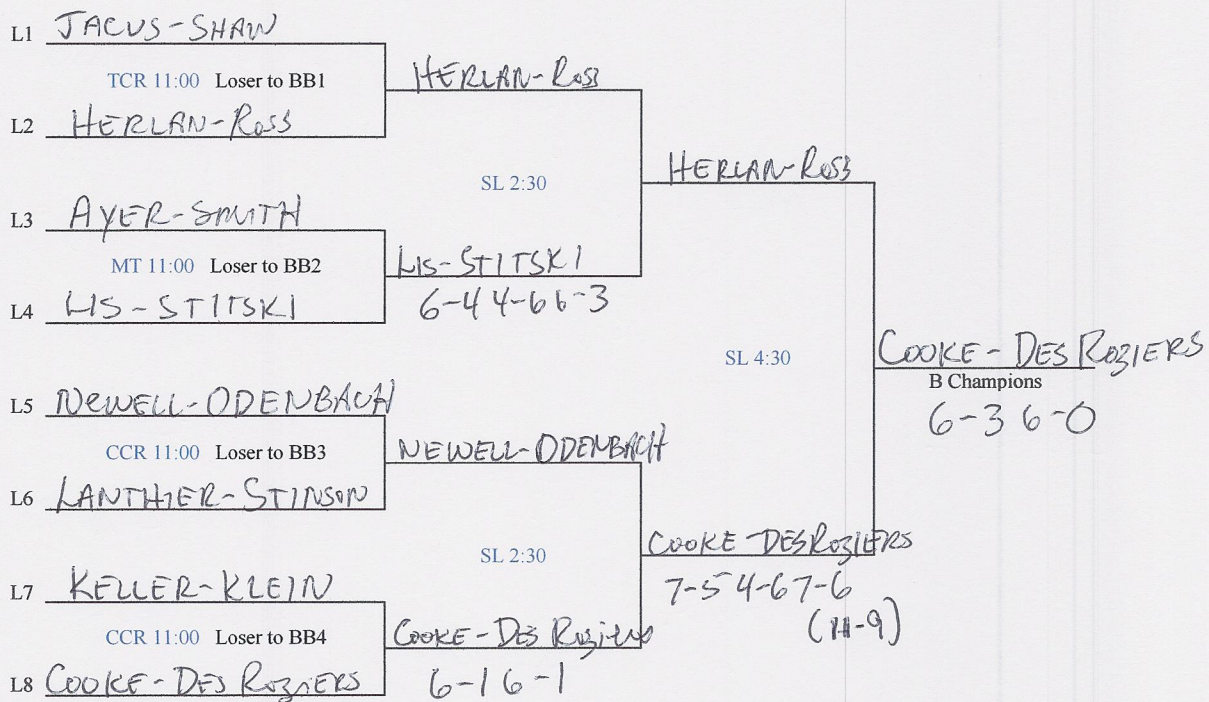 L1 JACUS-SHAW
TCR 11:00 Loser to BB1
HERLAN-ROSS
L2 HERLAN-ROSS
SL 2:30
HERLAN-ROSS
L3 AYER-SMITH
MT 11:00 Loser to BB2
LIS-STITSKI
6-4 4-6 6-3
L4 LIS-STITSKI
SL 4:30
COOKE-DES ROZIERS
B Champions
6-3 6-0
L5 NEWELL-ODENBACH
CCR 11:00 Loser to BB3
NEWELL-ODENBACH
L6 LANTHIER-STINSON
SL 2:30
COOKE-DESROZIERS
7-5 4-6 7-6
(11-9)
L7 KELLER-KLEIN
CCR 11:00 Loser to BB4
COOKE-DES ROZIERS
6-1 6-1
L8 COOKE-DES ROZIERS